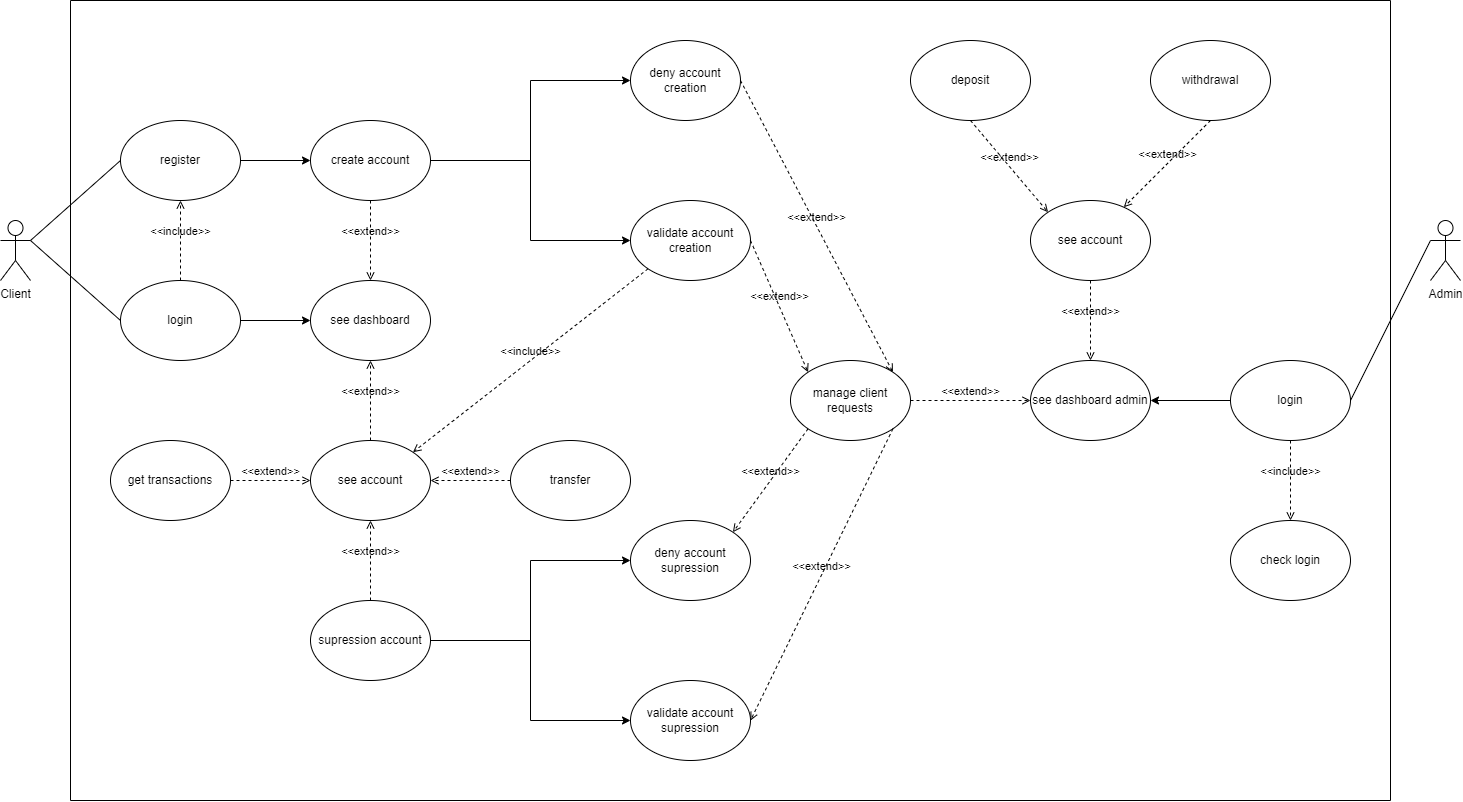 deny account
creation
deposit
withdrawal
register
create account
<<extend>>
<<extend>>
<<include>>
<<extend>>
<<extend>>
validate account
creation
see account
Client
Admin
<<extend>>
<<extend>>
login
see dashboard
<<include>>
<<extend>>
<<extend>>
manage client
requests
see dashboard admin
login
<<extend>>
<<extend>>
<<extend>>
<<include>>
get transactions
see account
transfer
<<extend>>
deny account
supression
<<extend>>
check login
supression account
validate account
supression